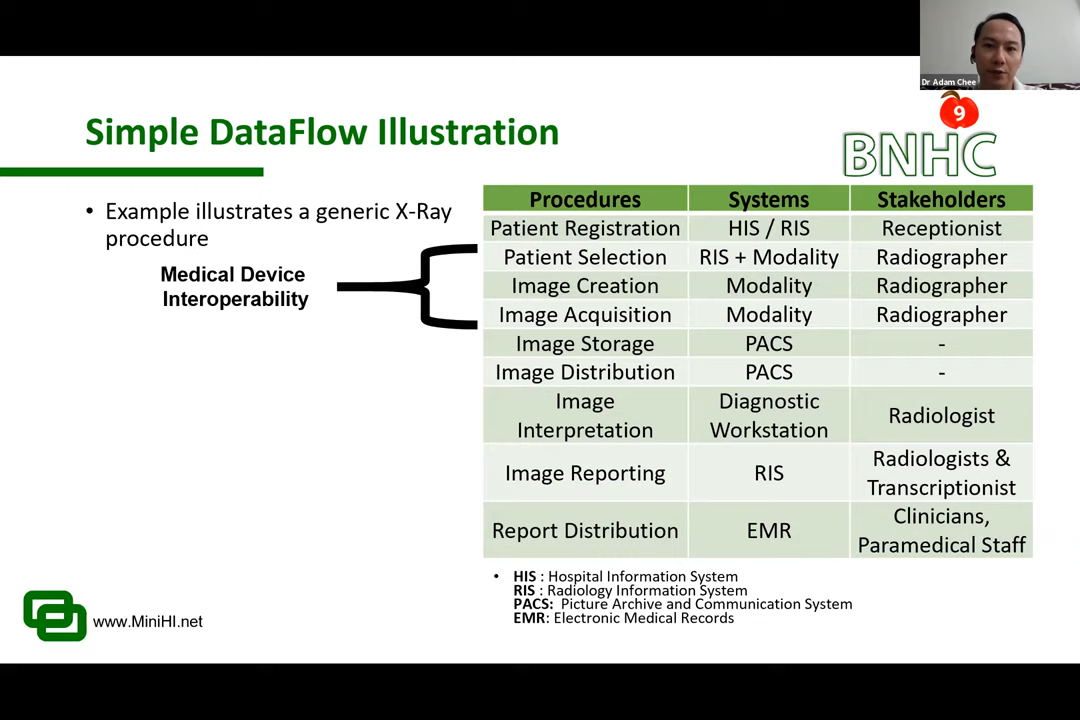 Dr Adam Chee
Simple DataFlow Illustration
9
BNHC
• Example illustrates a generic X-Ray
procedure
Medical Device
Interoperability
Procedures Systems Stakeholders
Patient Registration HIS / RIS Receptionist
Patient Selection RIS + Modality Radiographer
Image Creation Modality Radiographer
Image Acquisition Modality Radiographer
Image Storage PACS -
Image Distribution PACS -
Image
Interpretation
Diagnostic
Workstation
Radiologist
Image Reporting RIS
Radiologists &
Transcriptionist
Report Distribution EMR
Clinicians,
Paramedical Staff
• HIS : Hospital Information System
RIS : Radiology Information System
PACS: Picture Archive and Communication System
EMR: Electronic Medical Records
www.MiniHI.net